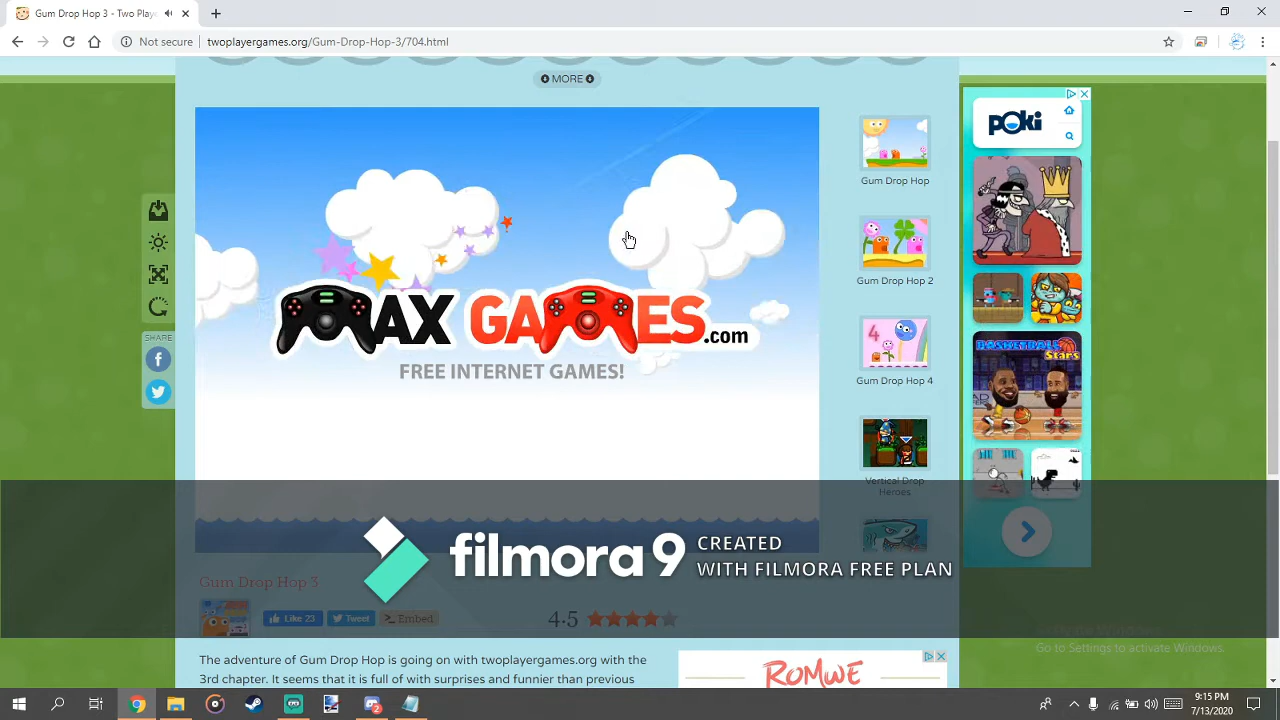 Gum Drop Hop 3 - Two Play
Not secure twoplayergames.org/Gum-Drop-Hop-3/704.html
MORE
MAX GAMES.com
FREE INTERNET GAMES!
SHARE
Gum Drop Hop
Gum Drop Hop 2
4
Gum Drop Hop 4
Vertical Drop
Heroes
POKi
BASKETBALL
Stars
filmora9 CREATED
WITH FILMORA FREE PLAN
Gum Drop Hop 3
Like 23 Tweet Embed 4.5
Go to Settings to activate Windows.
The adventure of Gum Drop Hop is going on with twoplayergames.org with the
3rd chapter. It seems that it is full of surprises and funnier than previous
ROMWE
2
9:15 PM
7/13/2020